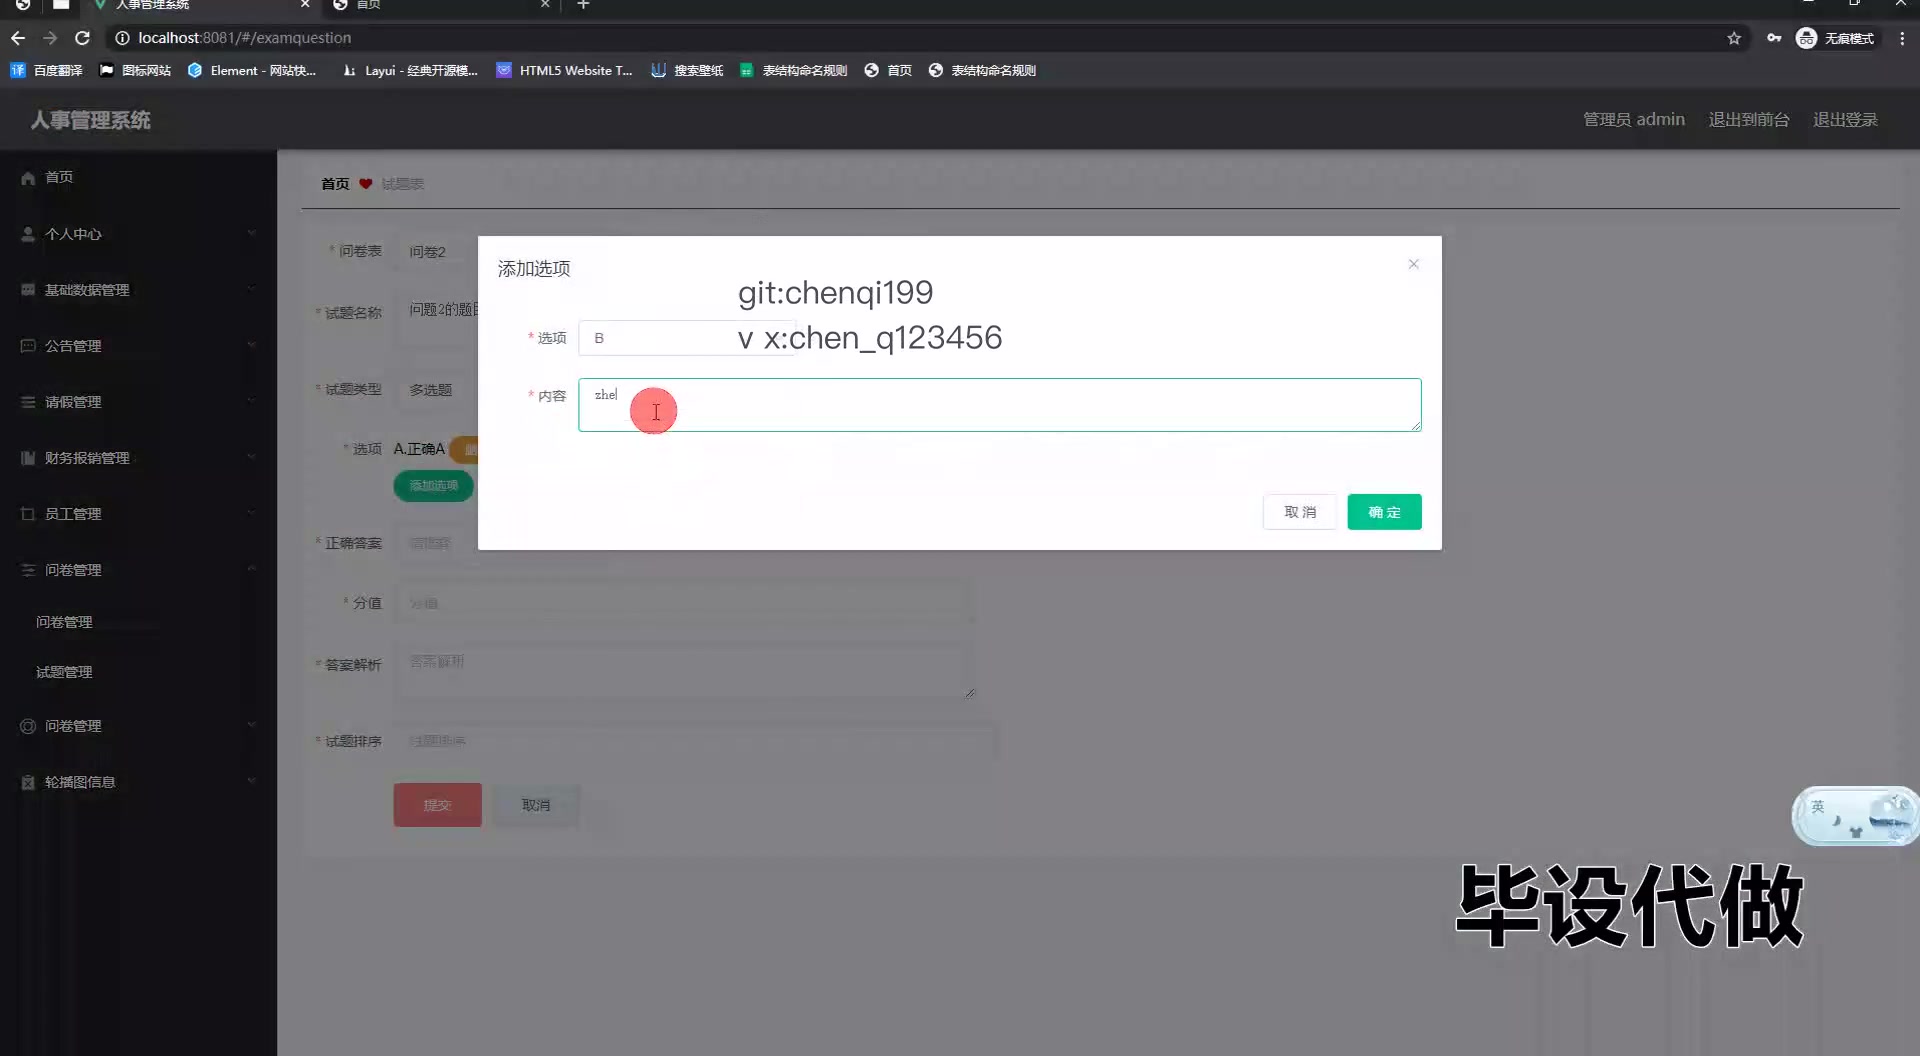 人事管理系统
首页
localhost:8081/#/examquestion
无痕模式
百度翻译
图标网站
Element - 网站快...
Layui - 经典开源模...
HTML5 Website T...
搜索壁纸
表结构命名规则
首页
表结构命名规则
人事管理系统
管理员 admin
退出到前台
退出登录
首页
个人中心
基础数据管理
公告管理
请假管理
财务报销管理
员工管理
问卷管理
问卷管理
试题管理
问卷管理
轮播图信息
首页
试题表
* 问卷表 问卷2
* 试题名称 问题2的题目
* 试题类型 多选题
* 选项 A.正确A
添加选项
* 正确答案 请选择
* 分值 分值
* 答案解析 答案解析
* 试题排序 试题排序
提交
取消
添加选项
git:chenqi199
v x:chen_q123456
* 选项 B
* 内容 zhe
取 消
确 定
英
毕设代做